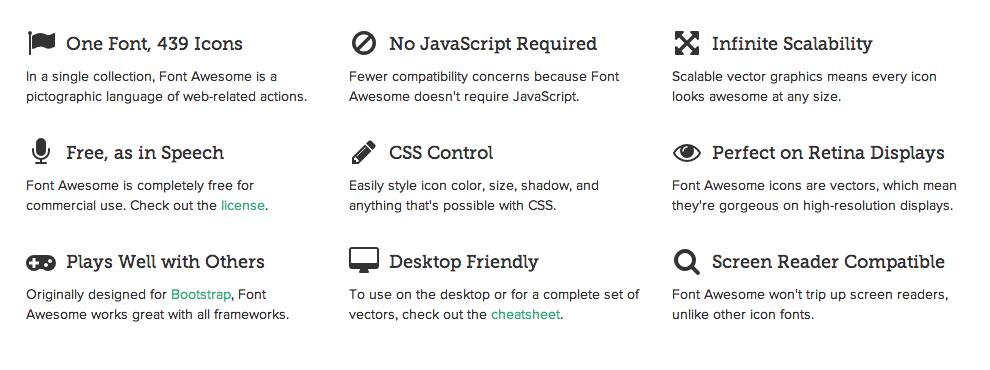 One Font, 439 Icons
In a single collection, Font Awesome is a
pictographic language of web-related actions.
No JavaScript Required
Fewer compatibility concerns because Font
Awesome doesn't require JavaScript.
Infinite Scalability
Scalable vector graphics means every icon
looks awesome at any size.
Free, as in Speech
Font Awesome is completely free for
commercial use. Check out the license.
CSS Control
Easily style icon color, size, shadow, and
anything that's possible with CSS.
Perfect on Retina Displays
Font Awesome icons are vectors, which mean
they're gorgeous on high-resolution displays.
Plays Well with Others
Originally designed for Bootstrap, Font
Awesome works great with all frameworks.
Desktop Friendly
To use on the desktop or for a complete set of
vectors, check out the cheatsheet.
Screen Reader Compatible
Font Awesome won't trip up screen readers,
unlike other icon fonts.